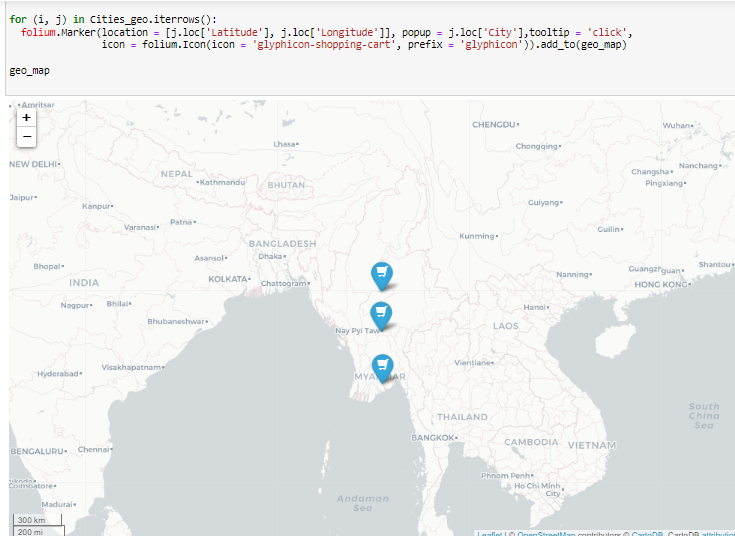 for (i, j) in Cities_geo.iterrows():
folium.Marker(location = [j.loc['Latitude'], j.loc['Longitude']], popup = j.loc['City'],tooltip = 'click',
icon = folium.Icon(icon = 'glyphicon-shopping-cart', prefix = 'glyphicon')).add_to(geo_map)
geo_map
+
−
Amritsar
CHENGDU
Wuhan
Lhasa
Chongqing
NEW DELHI
Nanchang
NEPAL
Changsha
Kathmandu
BHUTAN
Pingxiang
Jaipur
Kanpur
Guiyang
Patna
Varanasi
Guilin
Kunming
BANGLADESH
Dhaka
Asansol
Shantou
Bhopal
Guangzhou
Nanning
INDIA
KOLKATA
Chattogram
HONG KONG
Nagpur
Bhilai
Hanoi
Bhubaneshwar
LAOS
Nay Pyi Taw
Vientiane
Visakhapatnam
Hyderabad
MYANMAR
South
China
Sea
THAILAND
BANGKOK
CAMBODIA
VIETNAM
BENGALURU
Chennai
Phnom Penh
Coimbatore
Ho Chi Minh
City
Andaman
Sea
Madurai
300 km
200 mi
Leaflet | © OpenStreetMap contributors © CartoDB, CartoDB attributio